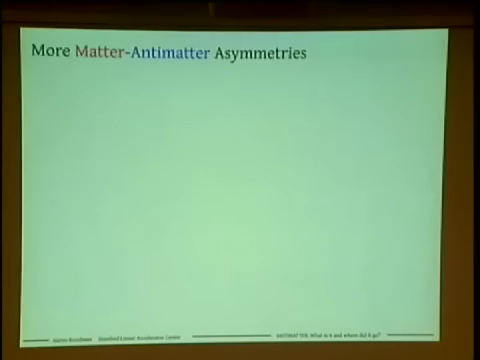 More Matter-Antimatter Asymmetries
Aaron Roodman Stanford Linear Accelerator Center
ANTIMATTER: What is it and where did it go?